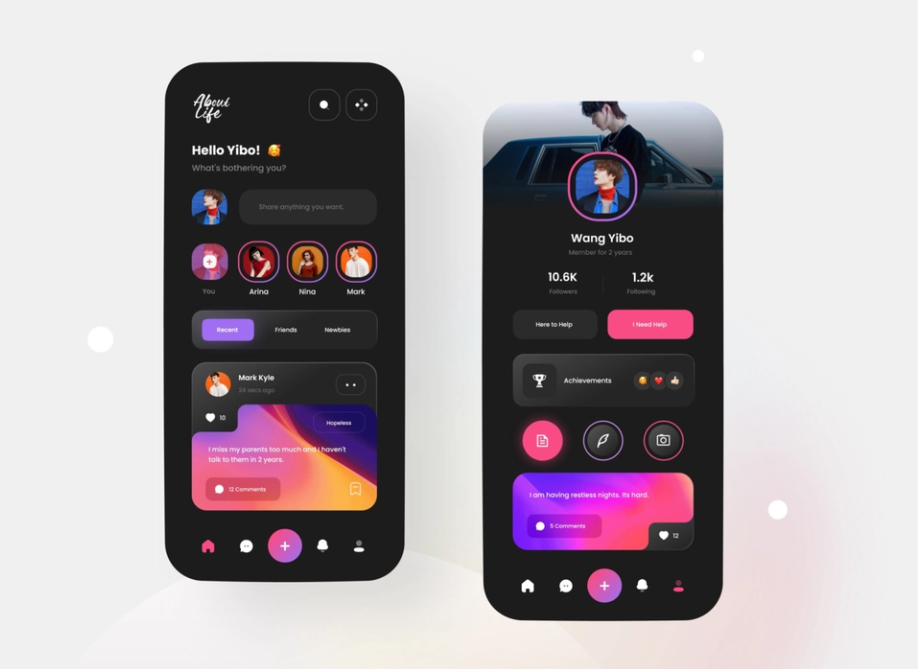 About
Life
Hello Yibo! 🥰
What's bothering you?
Share anything you want.
You
Arina
Nina
Mark
Recent
Friends
Newbies
Mark Kyle
24 secs ago
10
Hopeless
I miss my parents too much and I haven't
talk to them in 2 years.
12 Comments
Wang Yibo
Member for 2 years
10.6K
1.2k
Followers
Following
Here to Help
I Need Help
Achievements
I am having restless nights. Its hard.
5 Comments
12